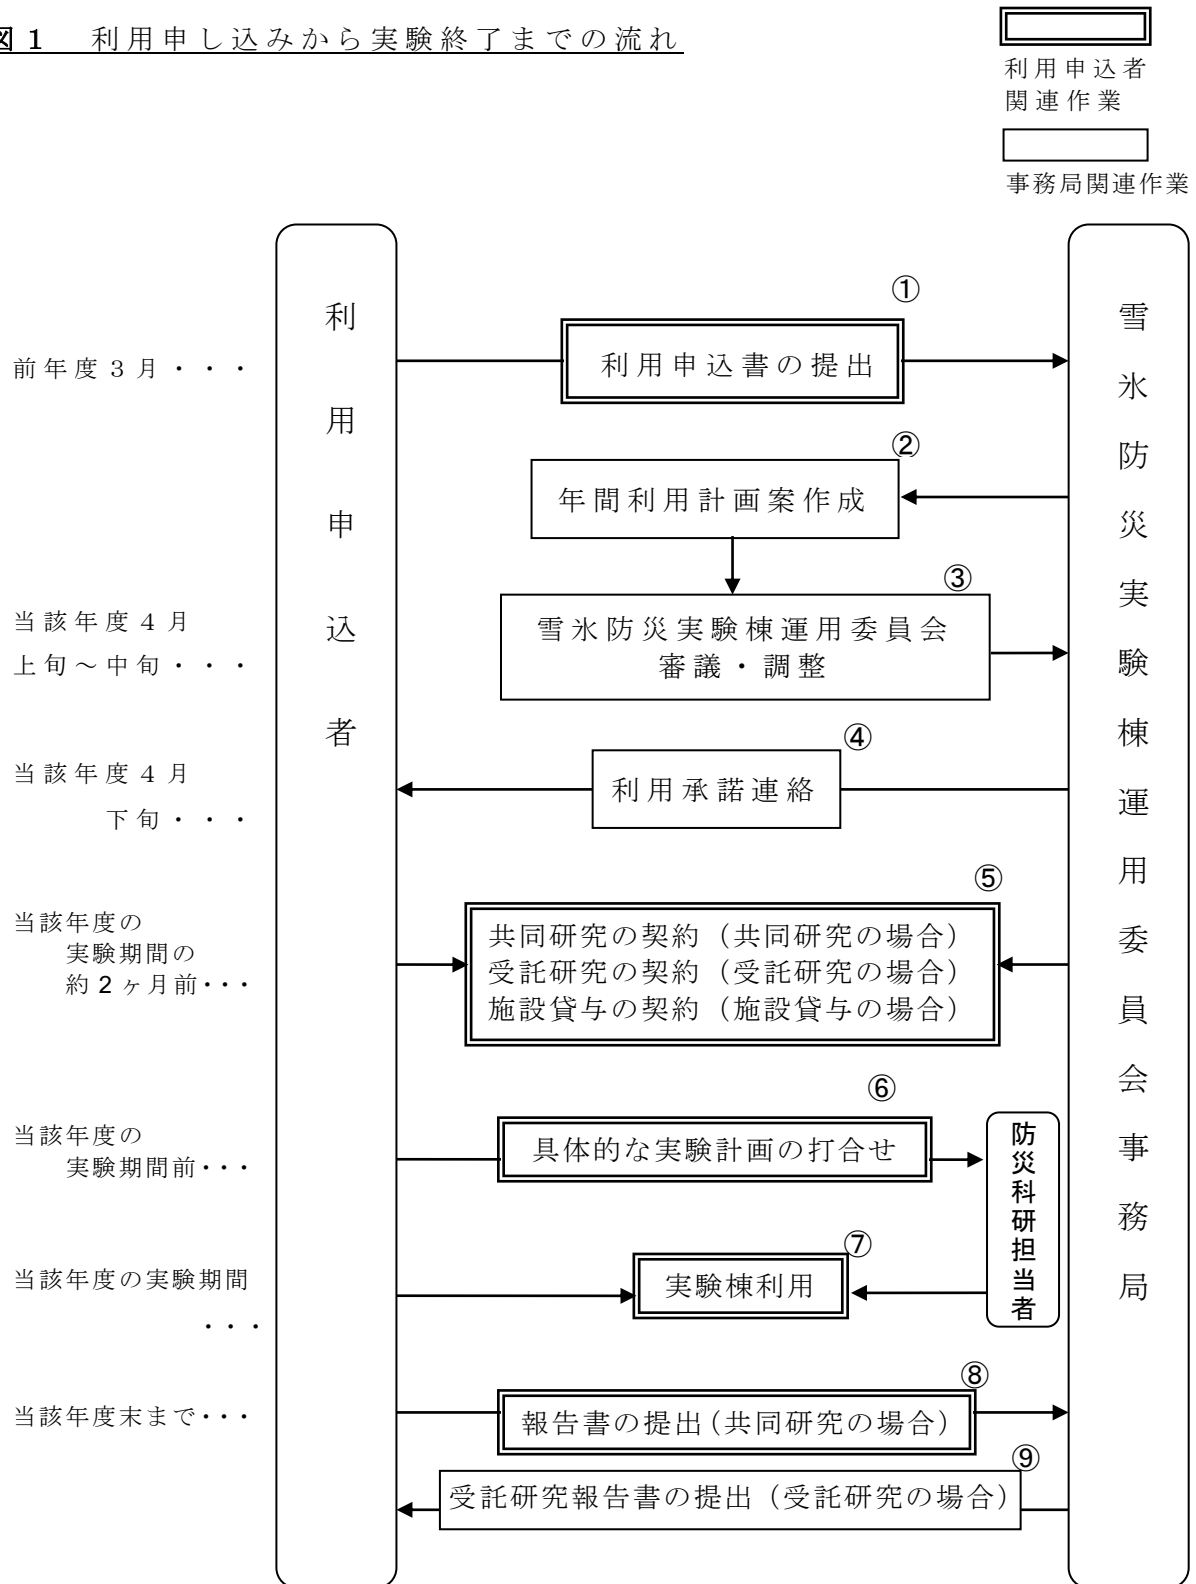 図１　利用申し込みから実験終了までの流れ
利用申込者
関連作業
事務局関連作業
利用申込者
雪氷防災実験棟運用委員会事務局
①
前年度３月・・・
利用申込書の提出
②
年間利用計画案作成
③
当該年度４月
上旬～中旬・・・
雪氷防災実験棟運用委員会
審議・調整
④
当該年度４月
下旬・・・
利用承諾連絡
⑤
当該年度の
実験期間の
約2ヶ月前・・・
共同研究の契約（共同研究の場合）
受託研究の契約（受託研究の場合）
施設貸与の契約（施設貸与の場合）
⑥
当該年度の
実験期間前・・・
具体的な実験計画の打合せ
防災科研担当者
⑦
当該年度の実験期間
・・・
実験棟利用
⑧
当該年度末まで・・・
報告書の提出（共同研究の場合）
⑨
受託研究報告書の提出（受託研究の場合）